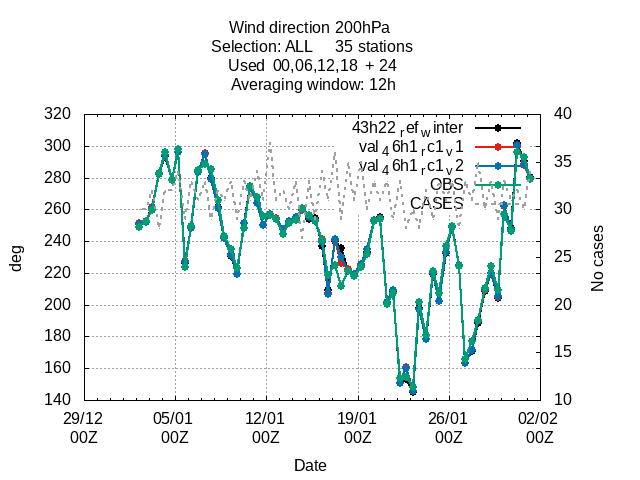 Wind direction 200hPa
Selection: ALL     35 stations
Used  00,06,12,18  + 24
Averaging window: 12h
320
300
280
260
240
220
200
180
160
140
deg
40
35
30
25
20
15
10
No cases
43h22_ref_winter
val_46h1_rc1_v1
val_46h1_rc1_v2
OBS
CASES
29/12 05/01 12/01 19/01 26/01 02/02
00Z 00Z 00Z 00Z 00Z 00Z
Date